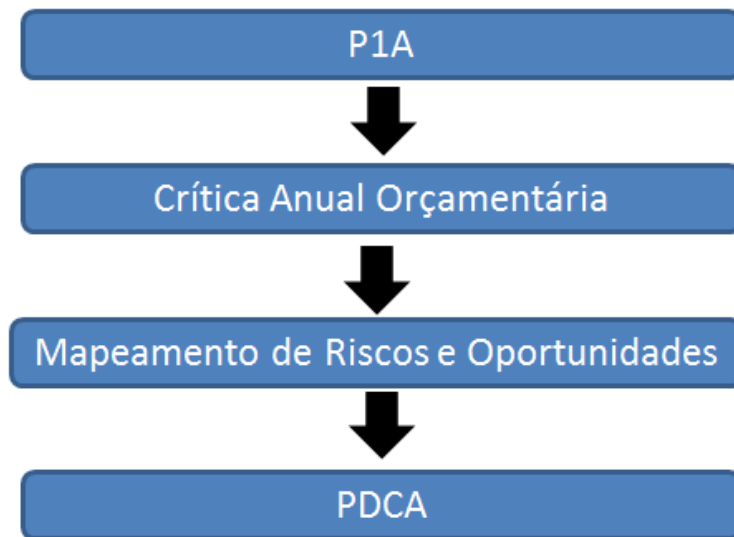 P1A
Crítica Anual Orçamentária
Mapeamento de Riscos e Oportunidades
PDCA